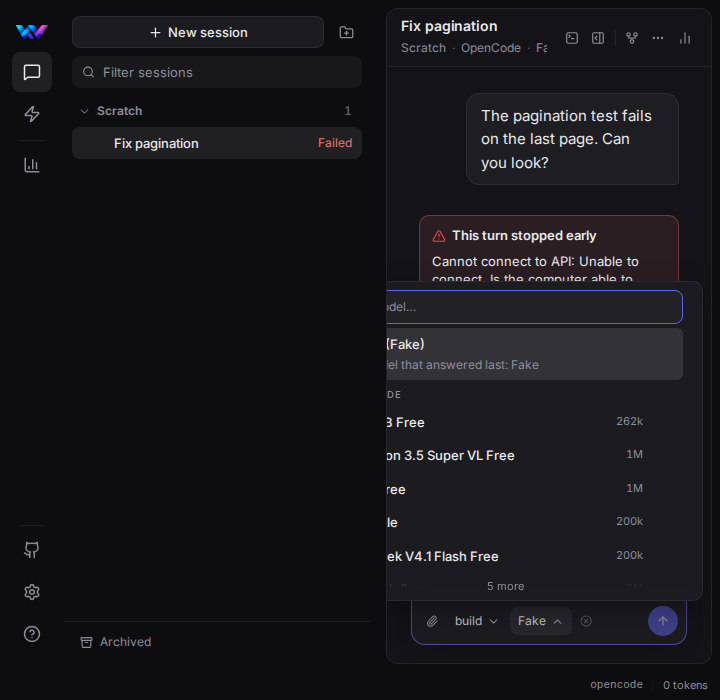 New session
Filter sessions
Scratch 1
Fix pagination Failed
Archived
Fix pagination
Scratch · OpenCode · Fa
The pagination test fails
on the last page. Can
you look?
This turn stopped early
Cannot connect to API: Unable to
connect. Is the computer able to
odel...
(Fake)
el that answered last: Fake
DE
B Free 262k
on 3.5 Super VL Free 1M
ree 1M
le 200k
ek V4.1 Flash Free 200k
5 more
build Fake
opencode 0 tokens